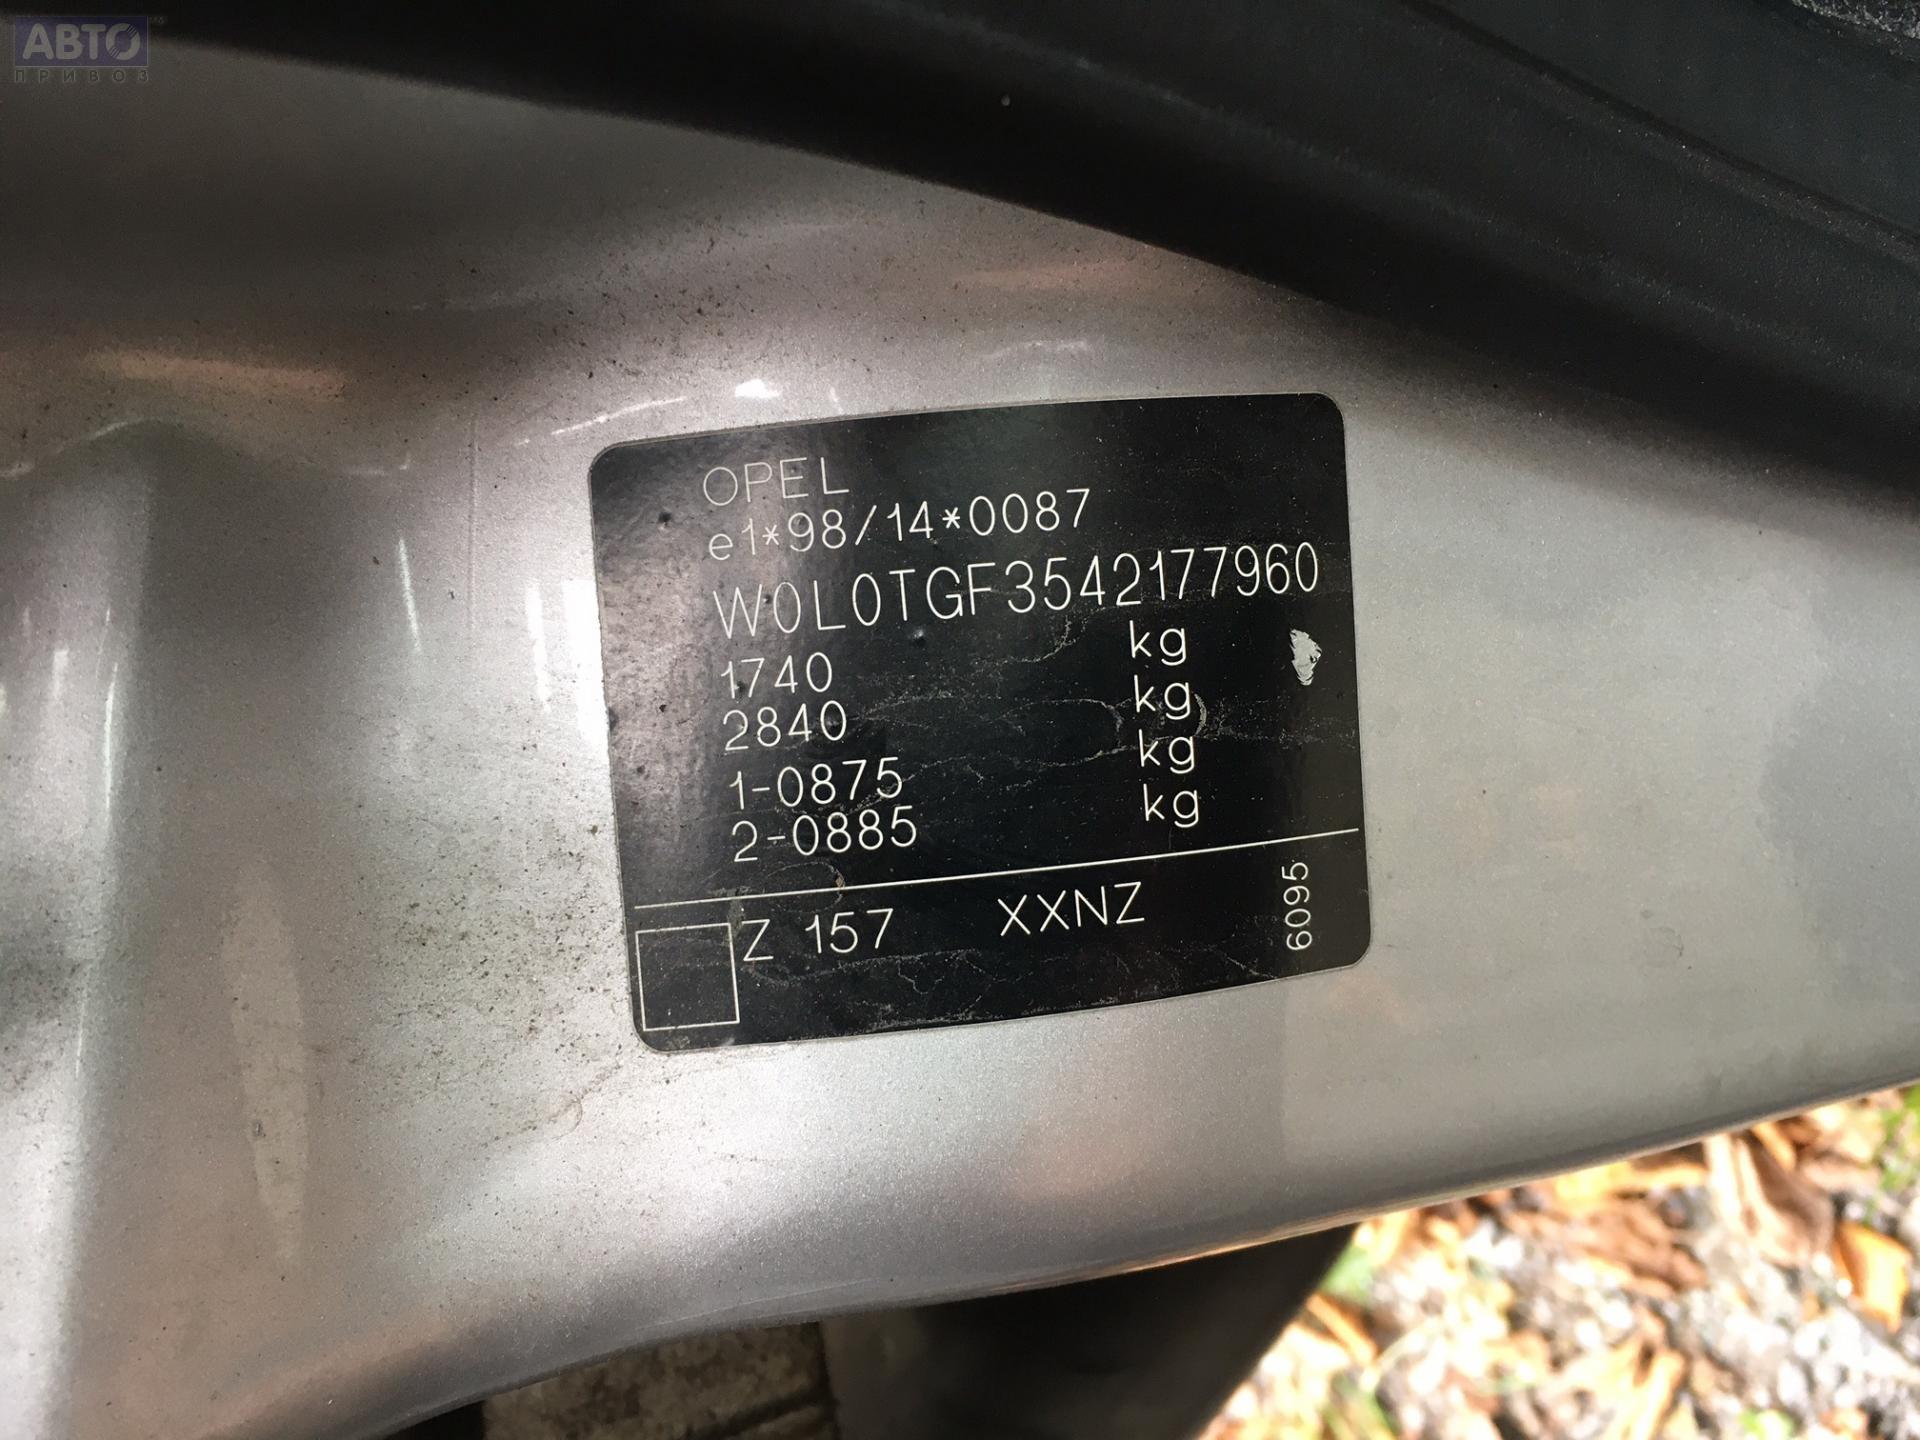 АВТО
ПРИВОЗ
OPEL
e1*98/14*0087
W0L0TGF3542177960
1740 kg
2840 kg
1-0875 kg
2-0885 kg
Z 157 XXNZ
6095